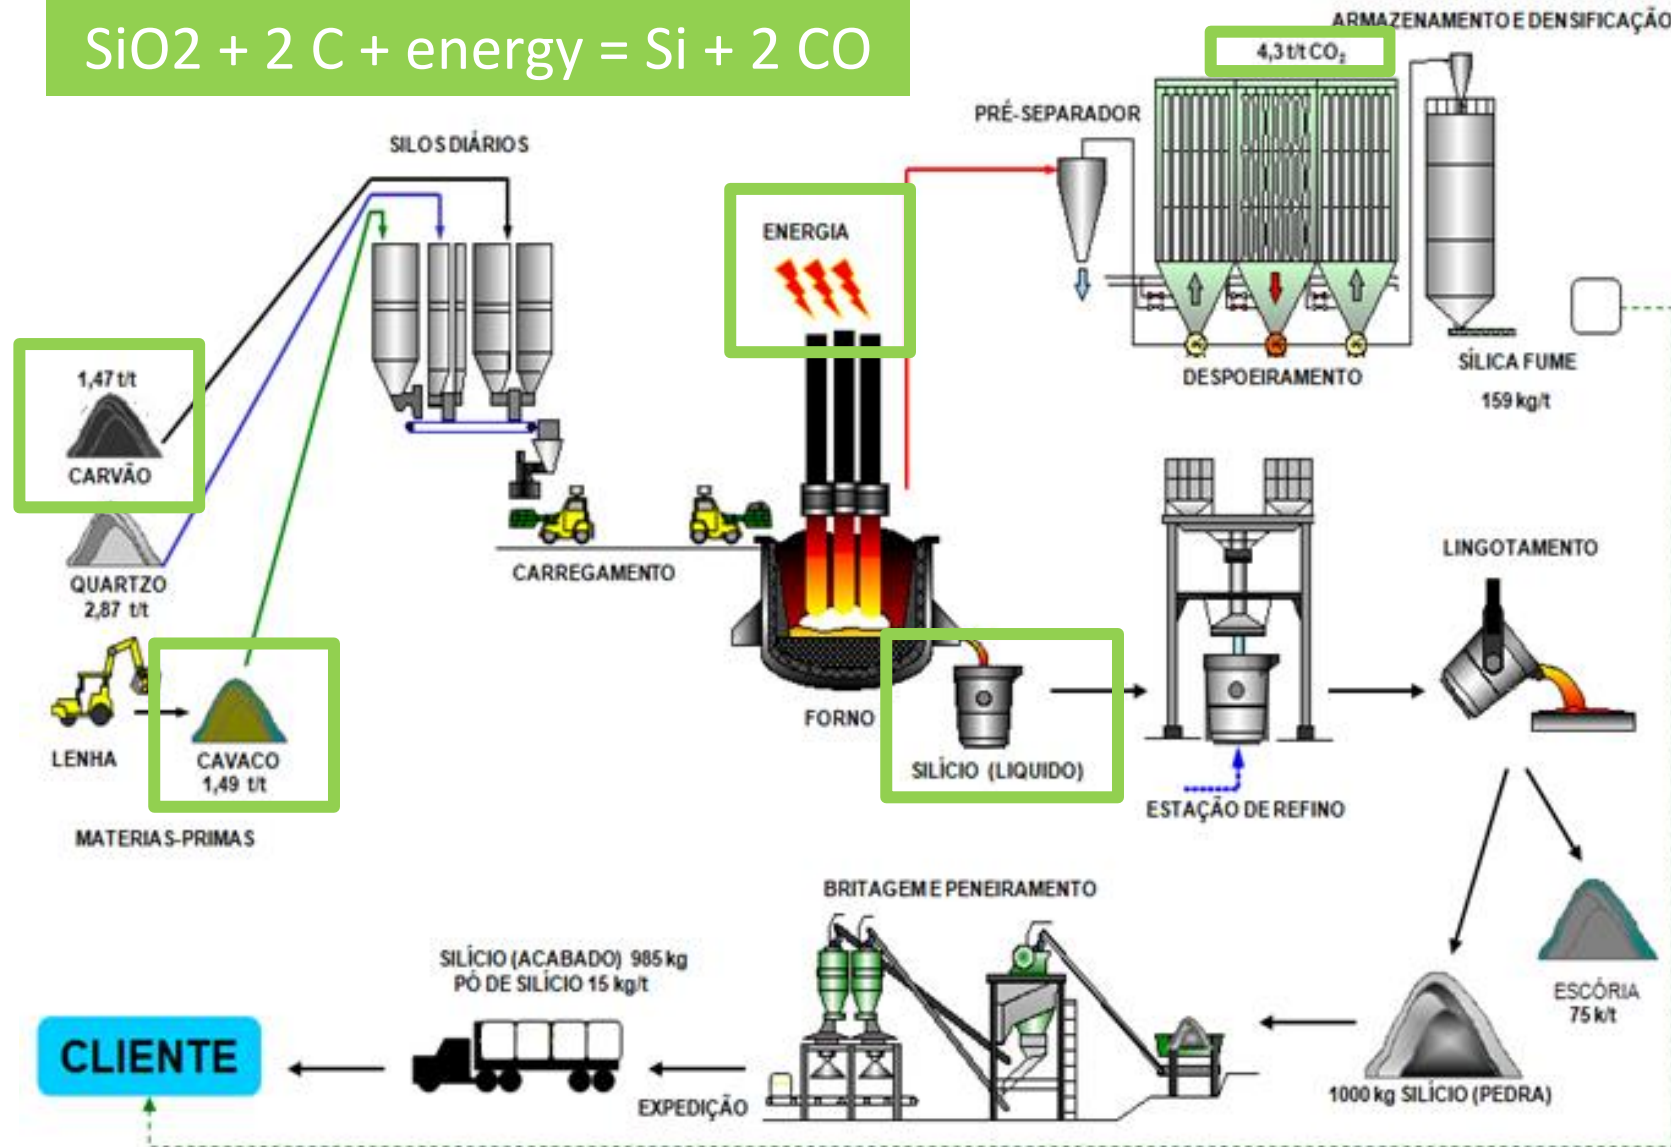 SiO2 + 2 C + energy = Si + 2 CO
ARMAZENAMENTO E DENSIFICAÇÃO
4,3 t/t CO₂
PRÉ-SEPARADOR
SILOS DIÁRIOS
ENERGIA
1,47 t/t
CARVÃO
DESPOEIRAMENTO
SÍLICA FUME
159 kg/t
QUARTZO
2,87 t/t
CARREGAMENTO
LINGOTAMENTO
LENHA
CAVACO
1,49 t/t
FORNO
SILÍCIO (LIQUIDO)
ESTAÇÃO DE REFINO
MATERIAS-PRIMAS
BRITAGEM E PENEIRAMENTO
SILÍCIO (ACABADO) 985 kg
PÓ DE SILÍCIO 15 kg/t
ESCÓRIA
75 k/t
CLIENTE
EXPEDIÇÃO
1000 kg SILÍCIO (PEDRA)